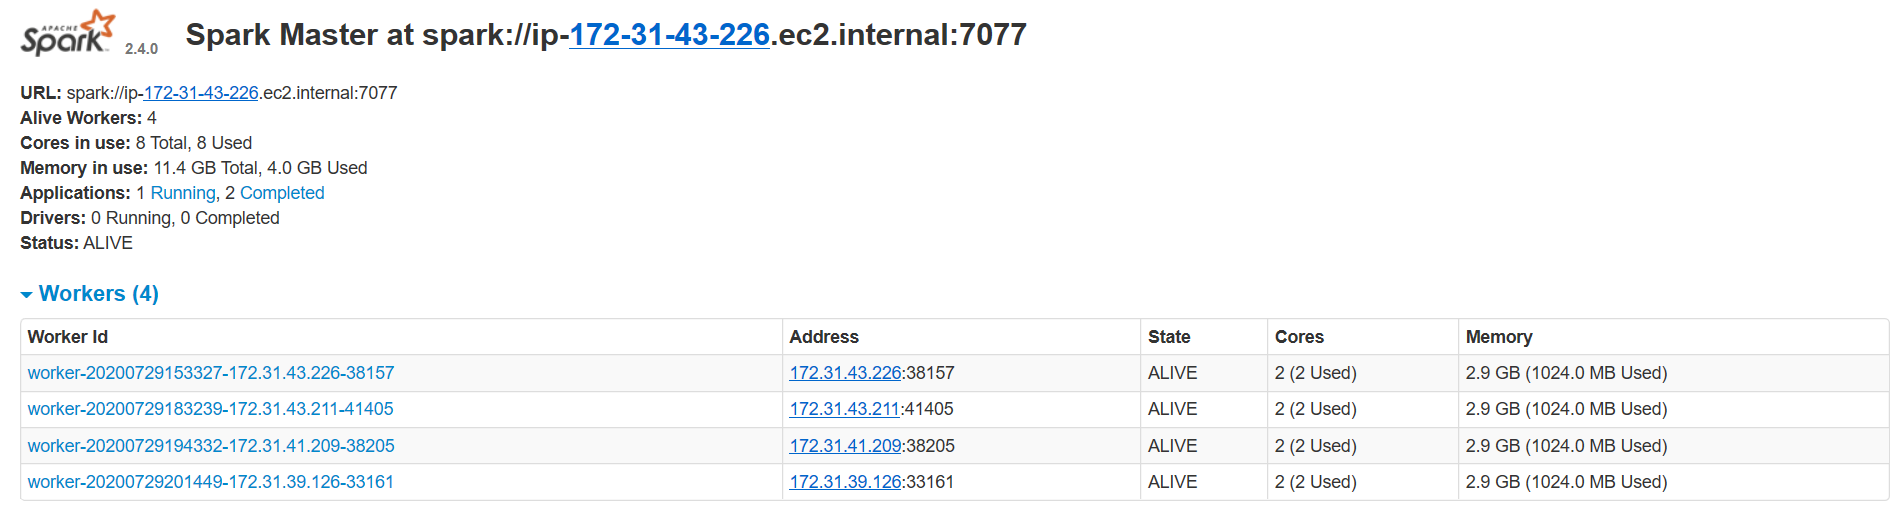 APACHE
Spark 2.4.0 Spark Master at spark://ip-172-31-43-226.ec2.internal:7077
URL: spark://ip-172-31-43-226.ec2.internal:7077
Alive Workers: 4
Cores in use: 8 Total, 8 Used
Memory in use: 11.4 GB Total, 4.0 GB Used
Applications: 1 Running, 2 Completed
Drivers: 0 Running, 0 Completed
Status: ALIVE
Workers (4)
Worker Id Address State Cores Memory
worker-20200729153327-172.31.43.226-38157 172.31.43.226:38157 ALIVE 2 (2 Used) 2.9 GB (1024.0 MB Used)
worker-20200729183239-172.31.43.211-41405 172.31.43.211:41405 ALIVE 2 (2 Used) 2.9 GB (1024.0 MB Used)
worker-20200729194332-172.31.41.209-38205 172.31.41.209:38205 ALIVE 2 (2 Used) 2.9 GB (1024.0 MB Used)
worker-20200729201449-172.31.39.126-33161 172.31.39.126:33161 ALIVE 2 (2 Used) 2.9 GB (1024.0 MB Used)